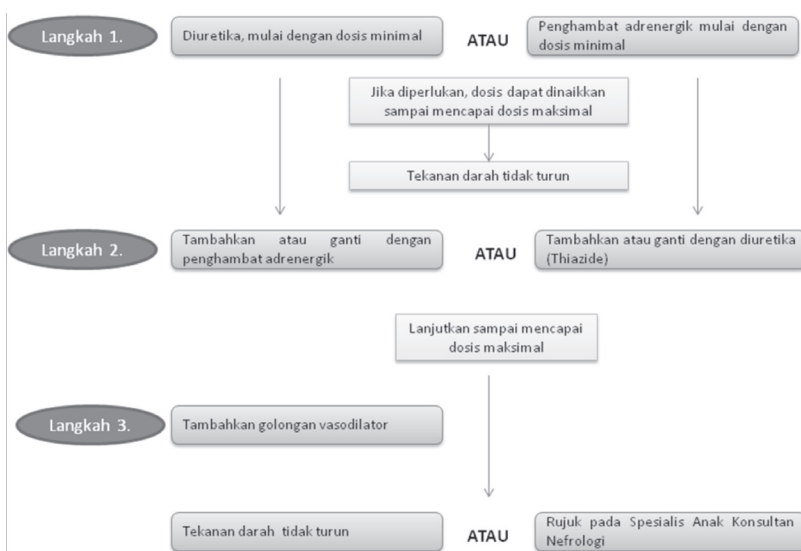 Langkah 1.
Diuretika, mulai dengan dosis minimal
ATAU
Penghambat adrenergik mulai dengan
dosis minimal
Jika diperlukan, dosis dapat dinaikkan
sampai mencapai dosis maksimal
Tekanan darah tidak turun
Langkah 2.
Tambahkan atau ganti dengan
penghambat adrenergik
ATAU
Tambahkan atau ganti dengan diuretika
(Thiazide)
Lanjutkan sampai mencapai
dosis maksimal
Langkah 3.
Tambahkan golongan vasodilator
Tekanan darah tidak turun
ATAU
Rujuk pada Spesialis Anak Konsultan
Nefrologi